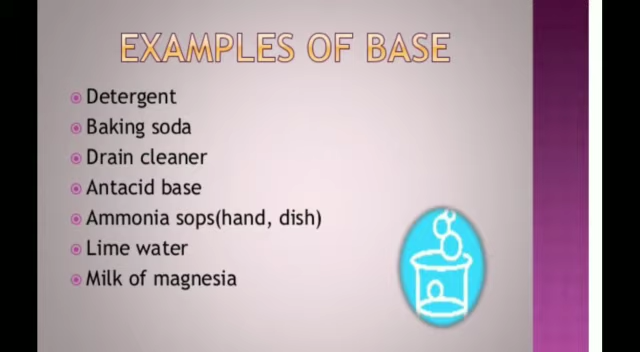 EXAMPLES OF BASE
Detergent
Baking soda
Drain cleaner
Antacid base
Ammonia sops(hand, dish)
Lime water
Milk of magnesia